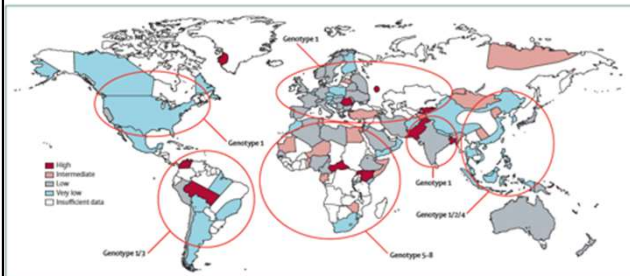 Genotype 1
Genotype 1
High
Intermediate
Low
Very low
Insufficient data
Genotype 1
Genotype 1/2/4
Genotype 1/3
Genotype 5–8